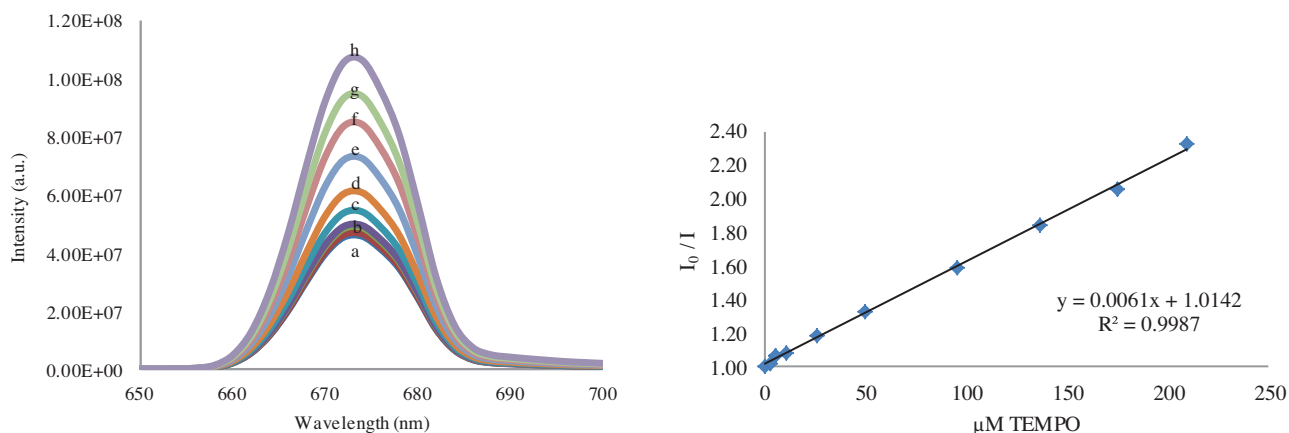 1.20E+08
1.00E+08
8.00E+07
6.00E+07
4.00E+07
2.00E+07
0.00E+00
Intensity (a.u.)
h
g
f
e
d
c
b
a
650 660 670 680 690 700
Wavelength (nm)
2.40
2.20
2.00
1.80
1.60
1.40
1.20
1.00
I₀ / I
y = 0.0061x + 1.0142
R² = 0.9987
0 50 100 150 200 250
μM TEMPO